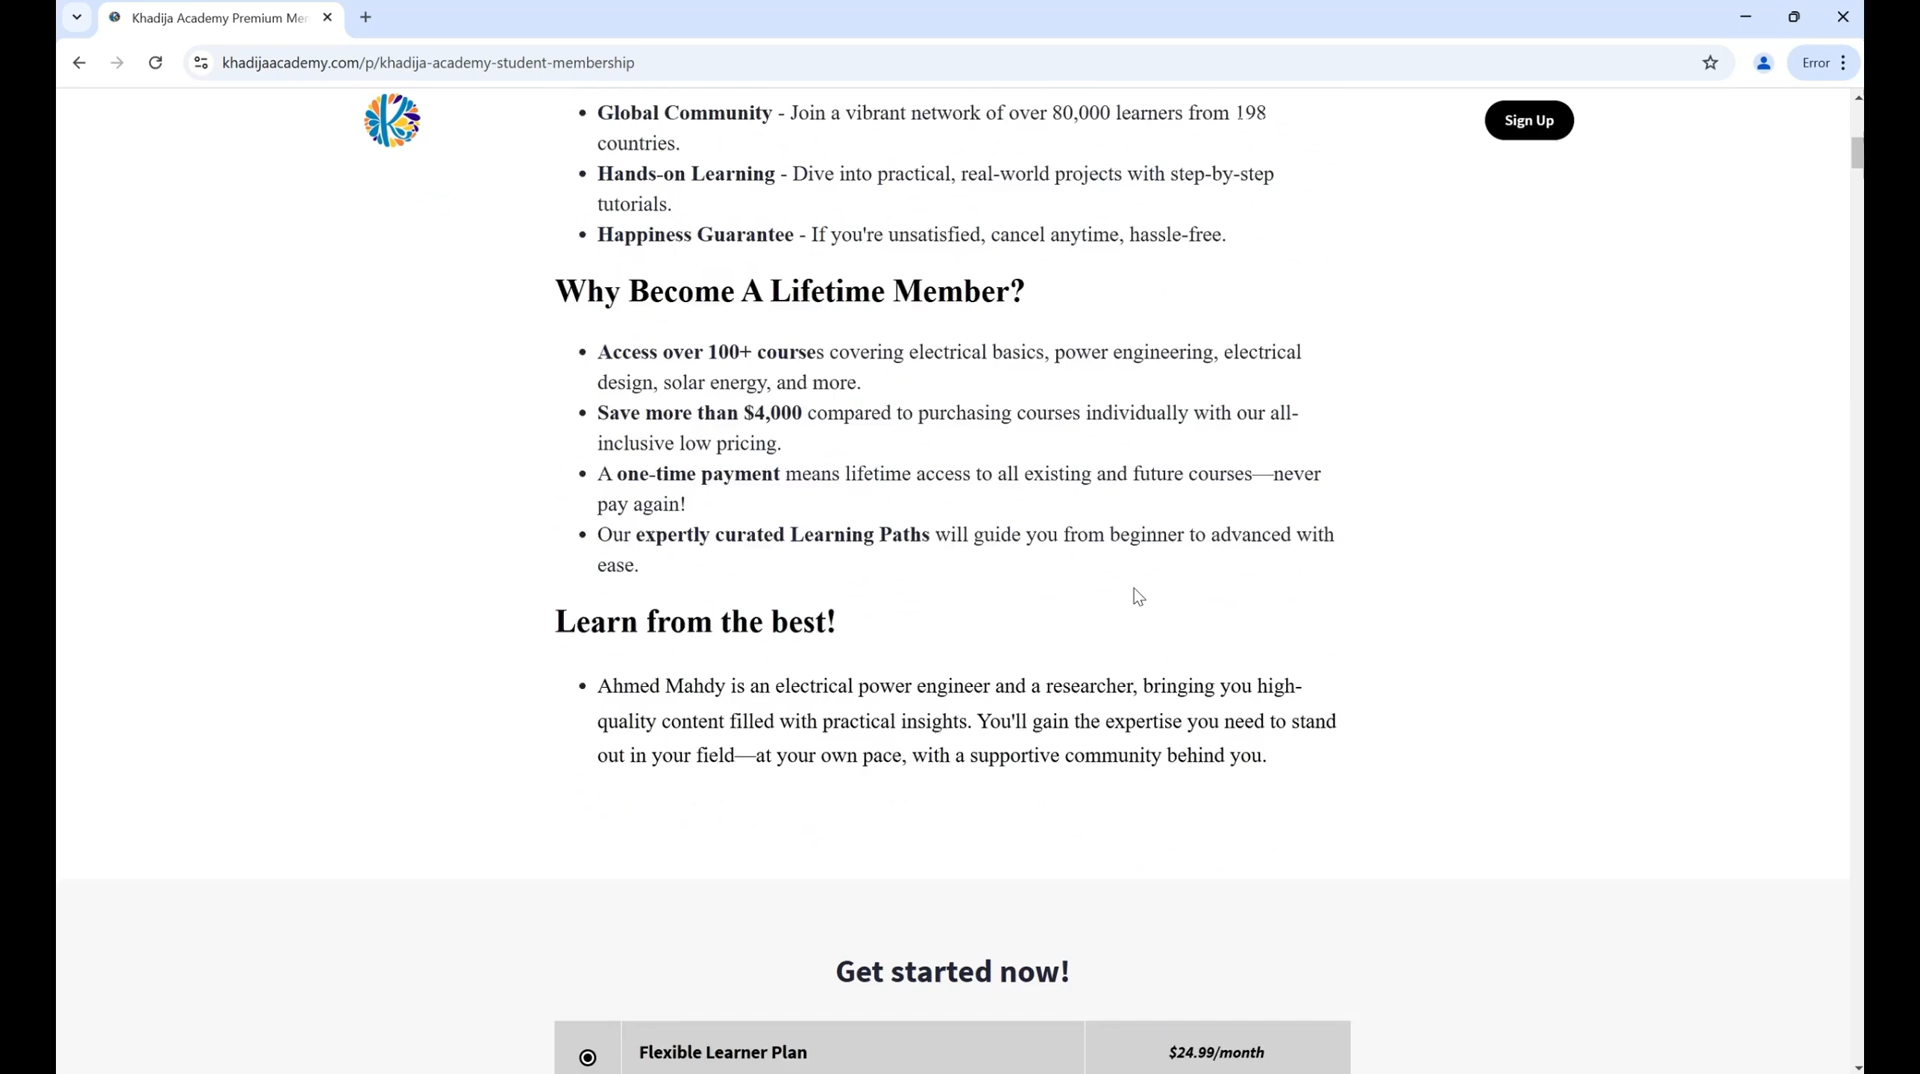 Khadija Academy Premium Mer
khadijaacademy.com/p/khadija-academy-student-membership
Error
Sign Up
• Global Community - Join a vibrant network of over 80,000 learners from 198
countries.
• Hands-on Learning - Dive into practical, real-world projects with step-by-step
tutorials.
• Happiness Guarantee - If you're unsatisfied, cancel anytime, hassle-free.
Why Become A Lifetime Member?
• Access over 100+ courses covering electrical basics, power engineering, electrical
design, solar energy, and more.
• Save more than $4,000 compared to purchasing courses individually with our all-
inclusive low pricing.
• A one-time payment means lifetime access to all existing and future courses—never
pay again!
• Our expertly curated Learning Paths will guide you from beginner to advanced with
ease.
Learn from the best!
• Ahmed Mahdy is an electrical power engineer and a researcher, bringing you high-
quality content filled with practical insights. You'll gain the expertise you need to stand
out in your field—at your own pace, with a supportive community behind you.
Get started now!
Flexible Learner Plan
$24.99/month